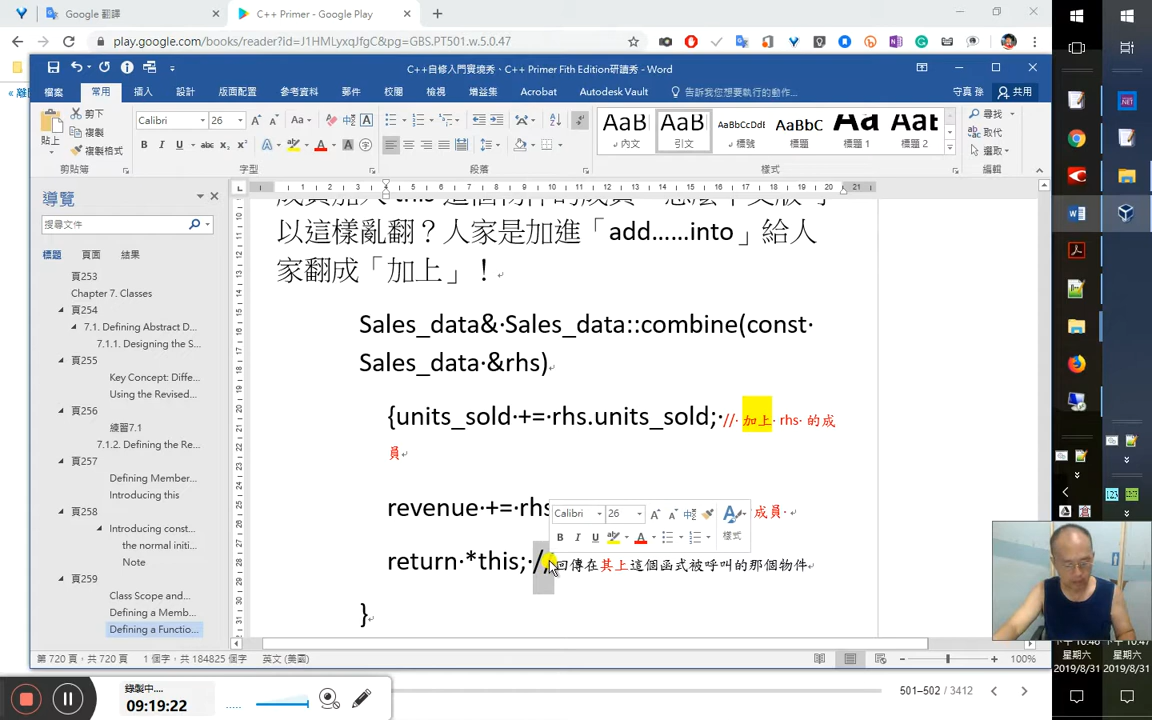 Google 翻譯
C++ Primer - Google Play
play.google.com/books/reader?id=J1HMLyxqJfgC&pg=GBS.PT501.w.5.0.47
C++自修入門實境秀、C++ Primer Fith Edition研讀秀 - Word
檔案 常用 插入 設計 版面配置 參考資料 郵件 校閱 檢視 增益集 Acrobat Autodesk Vault 告訴我您想要執行的動作... 守真 孫 共用
貼上 剪下 複製 複製格式
Calibri 26
AaB AaB AaBbCcDdE AaBbC AaB AaBb
內文 引文 標號 標題 標題 1 標題 2
尋找 取代 選取
剪貼簿 字型 段落 樣式 編輯
導覽
搜尋文件
標題 頁面 結果
頁253
Chapter 7. Classes
頁254
7.1. Defining Abstract D...
7.1.1. Designing the S...
頁255
Key Concept: Diffe...
Using the Revised...
頁256
練習7.1
7.1.2. Defining the Re...
頁257
Defining Member...
Introducing this
頁258
Introducing const...
the normal initi...
Note
頁259
Class Scope and...
Defining a Memb...
Defining a Functio...
以這樣亂翻？人家是加進「add……into」給人
家翻成「加上」！
Sales_data& Sales_data::combine(const
Sales_data &rhs)
{units_sold += rhs.units_sold; // 加上 rhs 的成
員
revenue += rhs
成員
Calibri 26
樣式
return *this; //
回傳在其上這個函式被呼叫的那個物件
}
第 720 頁，共 720 頁 1 個字，共 184825 個字 英文 (美國)
100%
錄製中...
09:19:22
501–502 / 3412
星期六
2019/8/31
星期六
2019/8/31